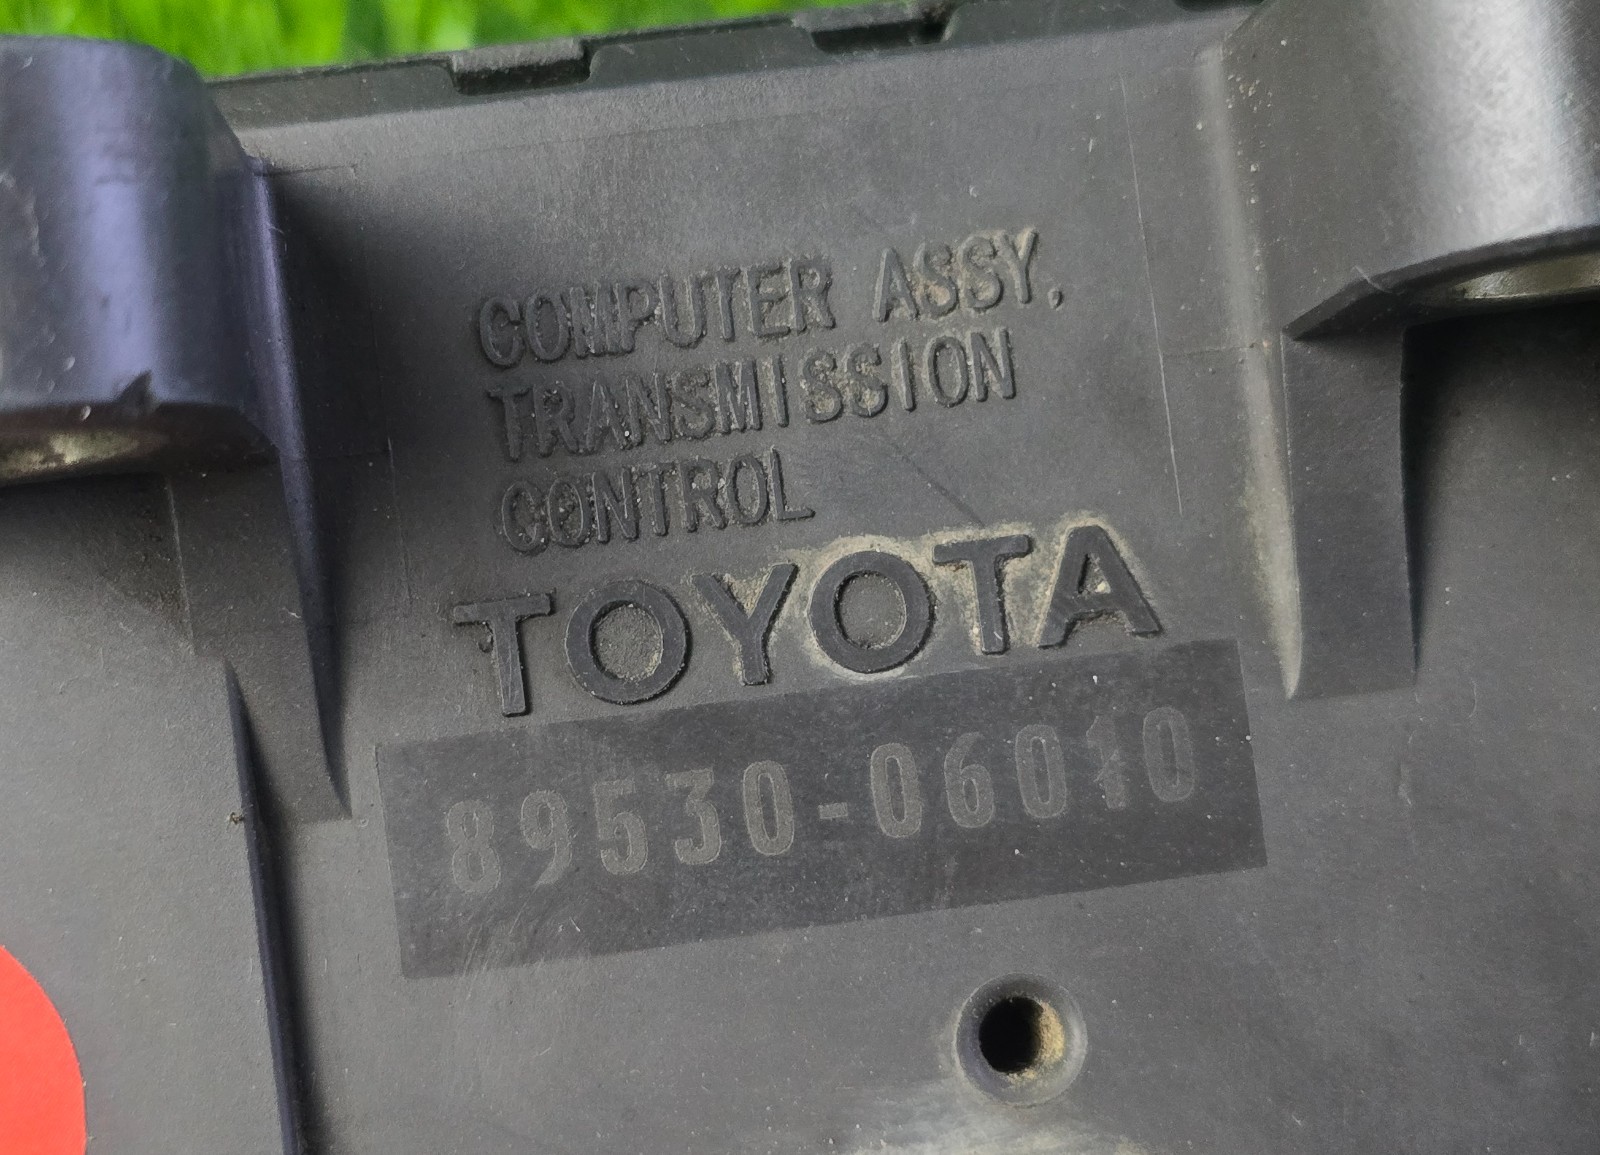 COMPUTER ASSY,
TRANSMISSION
CONTROL
TOYOTA
89530-06010